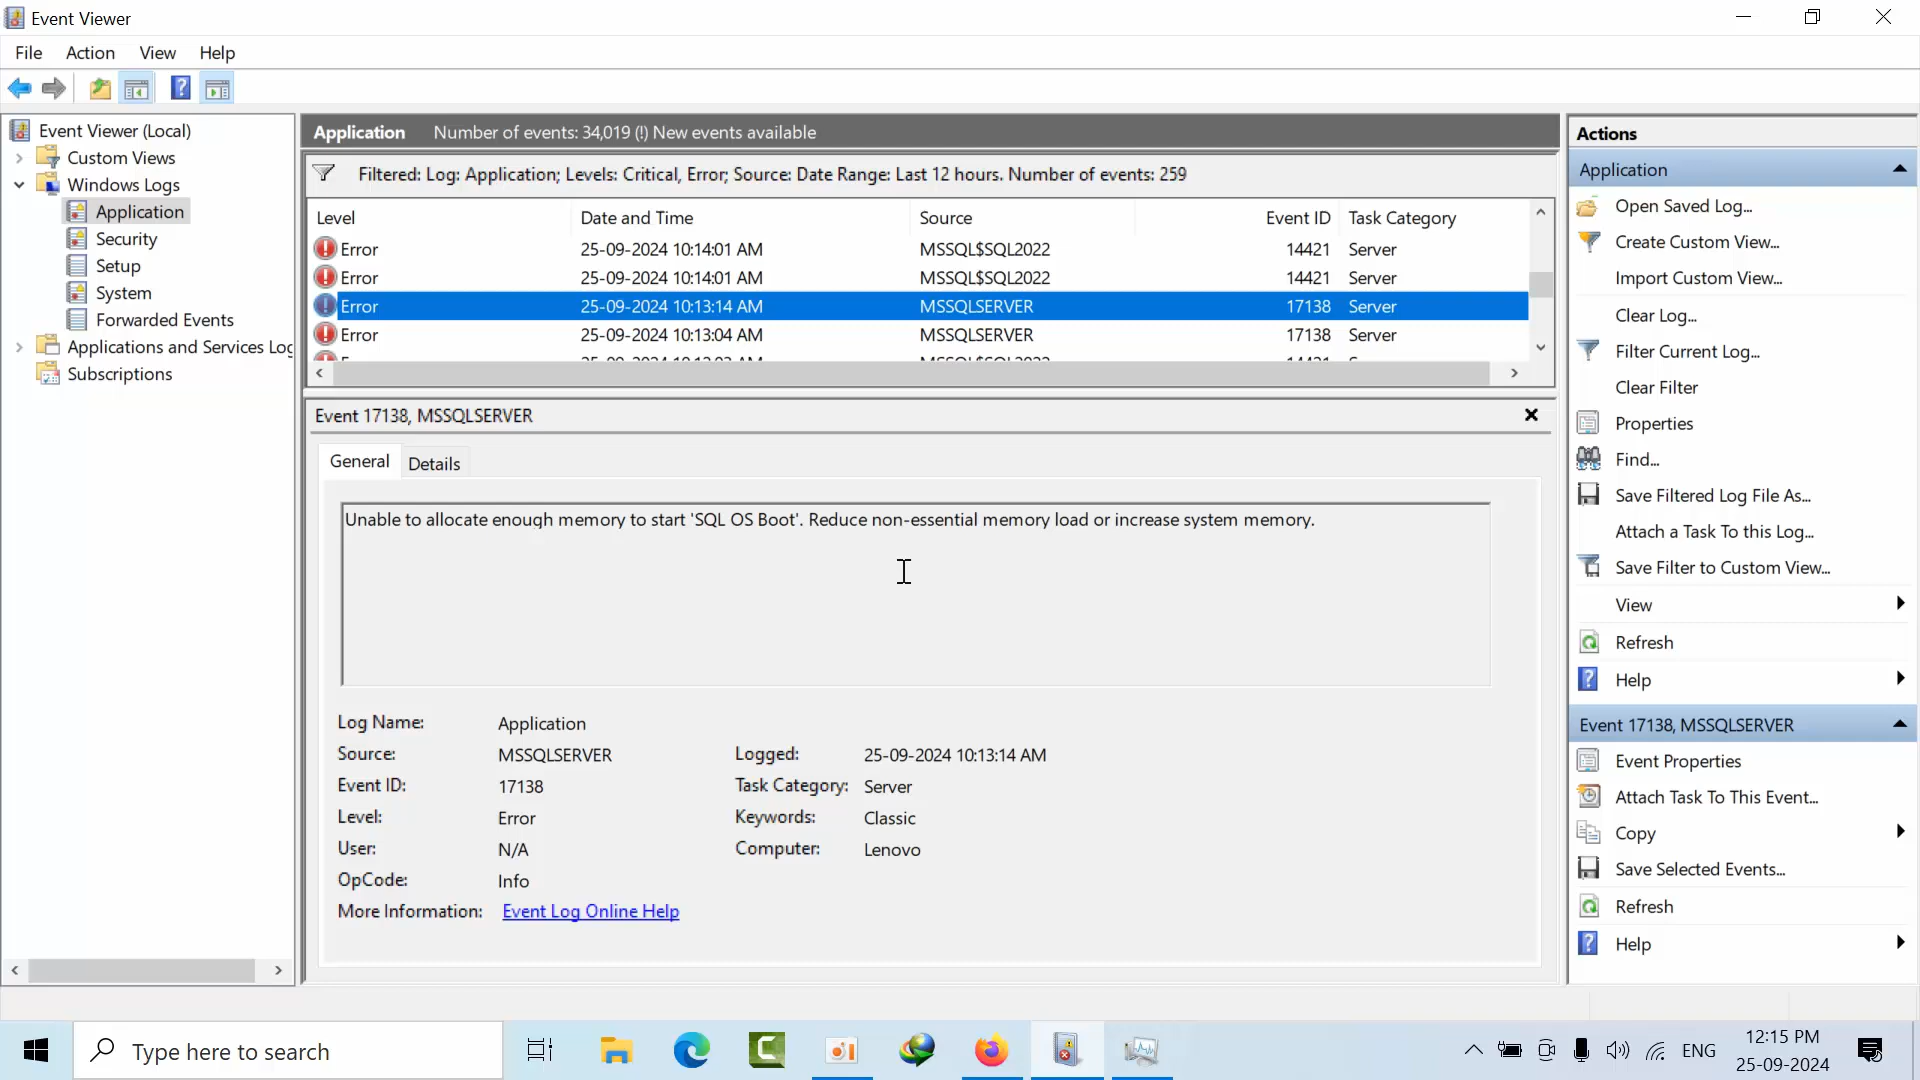 Event Viewer
File Action View Help
Event Viewer (Local)
Custom Views
Windows Logs
Application
Security
Setup
System
Forwarded Events
Applications and Services Log
Subscriptions
Application Number of events: 34,019 (!) New events available
Filtered: Log: Application; Levels: Critical, Error; Source: Date Range: Last 12 hours. Number of events: 259
Level Date and Time Source Event ID Task Category
Error 25-09-2024 10:14:01 AM MSSQL$SQL2022 14421 Server
Error 25-09-2024 10:14:01 AM MSSQL$SQL2022 14421 Server
Error 25-09-2024 10:13:14 AM MSSQLSERVER 17138 Server
Error 25-09-2024 10:13:04 AM MSSQLSERVER 17138 Server
Event 17138, MSSQLSERVER
General Details
Unable to allocate enough memory to start 'SQL OS Boot'. Reduce non-essential memory load or increase system memory.
Log Name: Application
Source: MSSQLSERVER Logged: 25-09-2024 10:13:14 AM
Event ID: 17138 Task Category: Server
Level: Error Keywords: Classic
User: N/A Computer: Lenovo
OpCode: Info
More Information: Event Log Online Help
Actions
Application
Open Saved Log...
Create Custom View...
Import Custom View...
Clear Log...
Filter Current Log...
Clear Filter
Properties
Find...
Save Filtered Log File As...
Attach a Task To this Log...
Save Filter to Custom View...
View
Refresh
Help
Event 17138, MSSQLSERVER
Event Properties
Attach Task To This Event...
Copy
Save Selected Events...
Refresh
Help
Type here to search
ENG
12:15 PM
25-09-2024